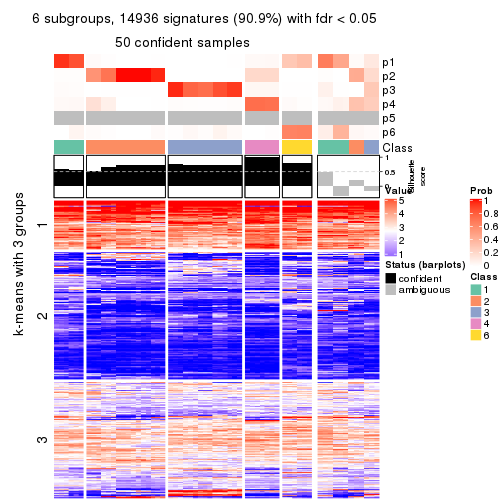 6 subgroups, 14936 signatures (90.9%) with fdr < 0.05
50 confident samples
p1
p2
p3
p4
p5
p6
Class
1
0.5
0
Silhouette
score
k-means with 3 groups
1
2
3
Value
5
4
3
2
1
Status (barplots)
confident
ambiguous
Prob
1
0.8
0.6
0.4
0.2
0
Class
1
2
3
4
6